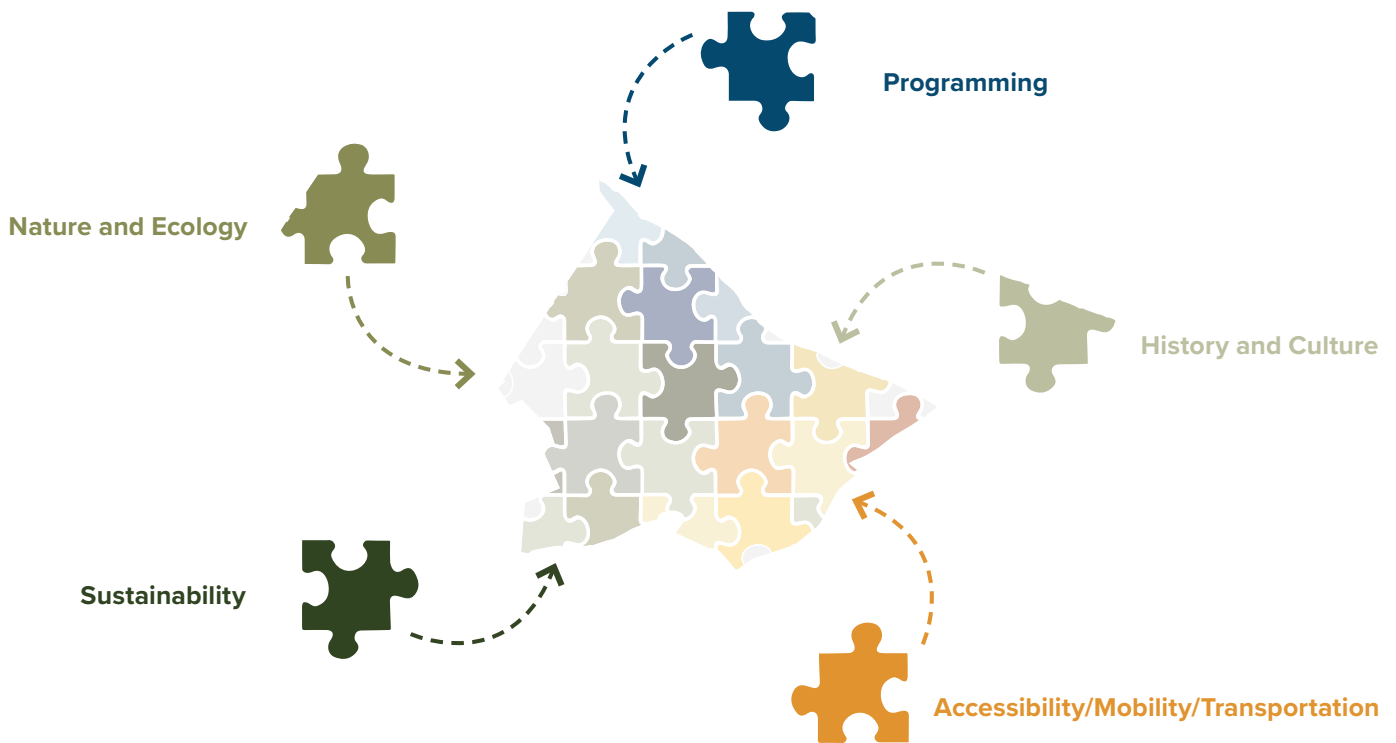 Programming
Nature and Ecology
History and Culture
Sustainability
Accessibility/Mobility/Transportation